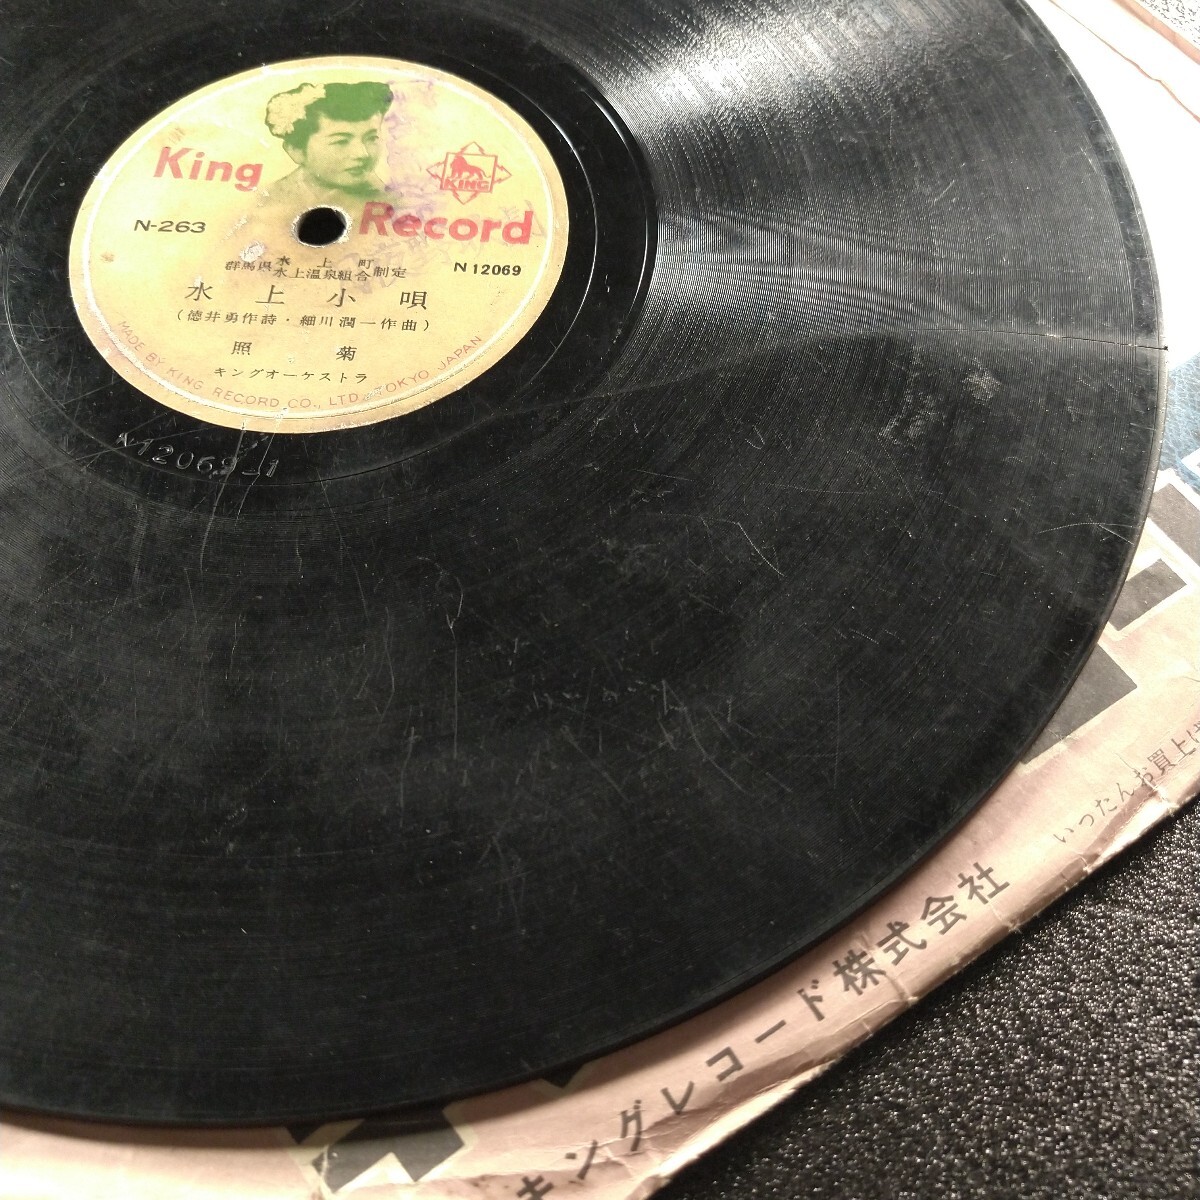 King
KING
Record
N-263
群馬県水上町
水上温泉組合制定
N 12069
水上小唄
(徳井勇作詩・細川潤一作曲)
照菊
キングオーケストラ
MADE BY KING RECORD CO., LTD. TOKYO JAPAN
N12069-1
いったんお買上げ
キングレコード株式会社